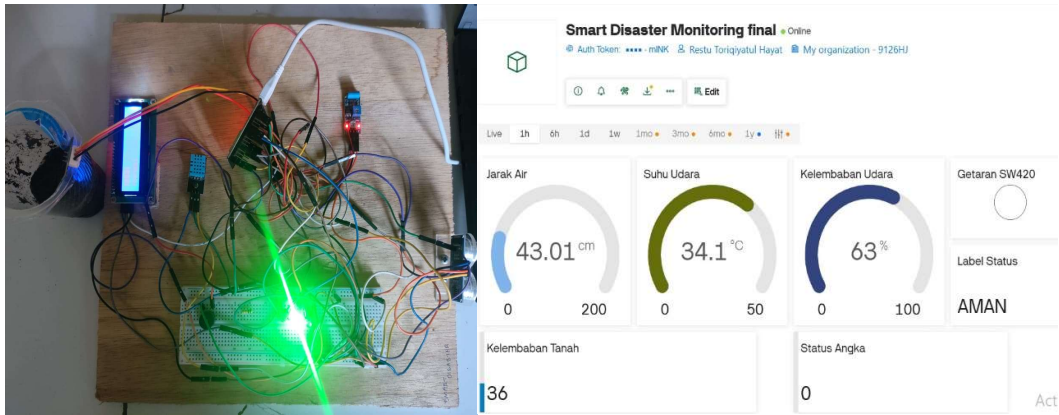 Smart Disaster Monitoring final Online
Auth Token: •••• - mINK Restu Toriqiyatul Hayat My organization - 9126HJ
Edit
Live 1h 6h 1d 1w 1mo 3mo 6mo 1y
Jarak Air
43.01 cm
0 200
Suhu Udara
34.1 °C
0 50
Kelembaban Udara
63 %
0 100
Getaran SW420
Label Status
AMAN
Kelembaban Tanah
36
Status Angka
0
Act